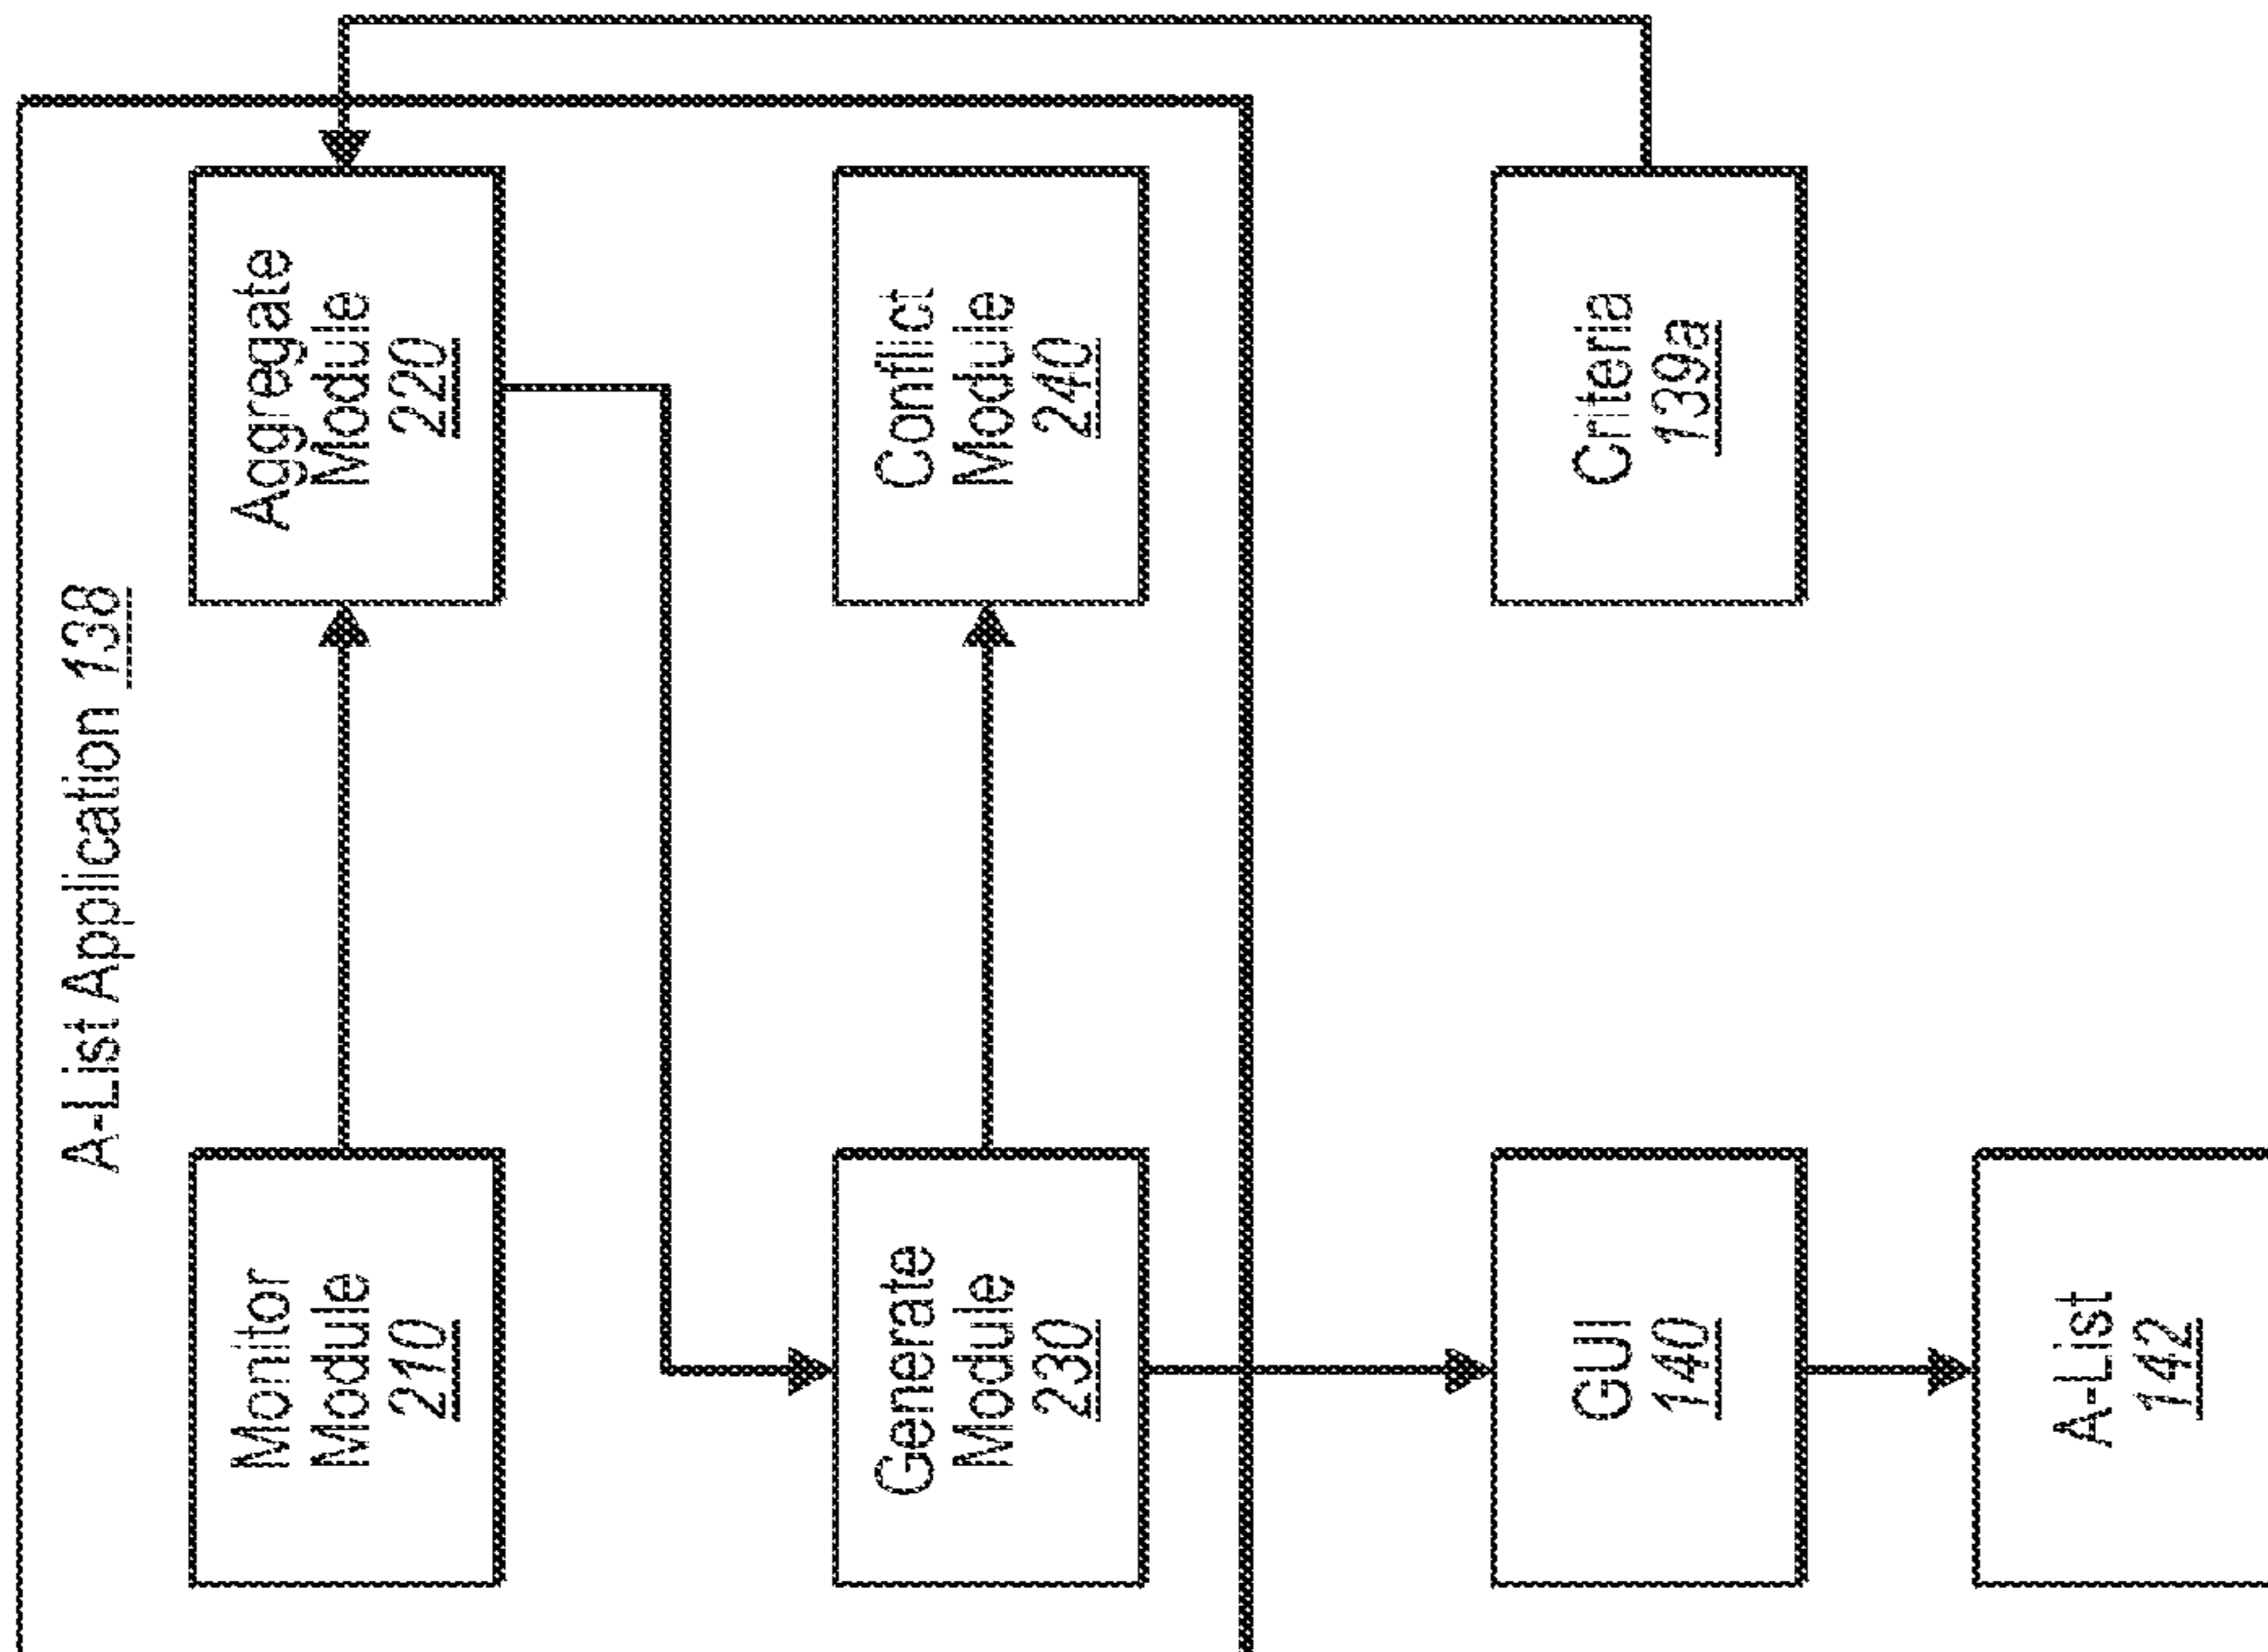 A-List Application 138
Monitor
Module
210
Aggregate
Module
220
Generate
Module
230
Conflict
Module
240
GUI
140
Criteria
139a
A-List
142